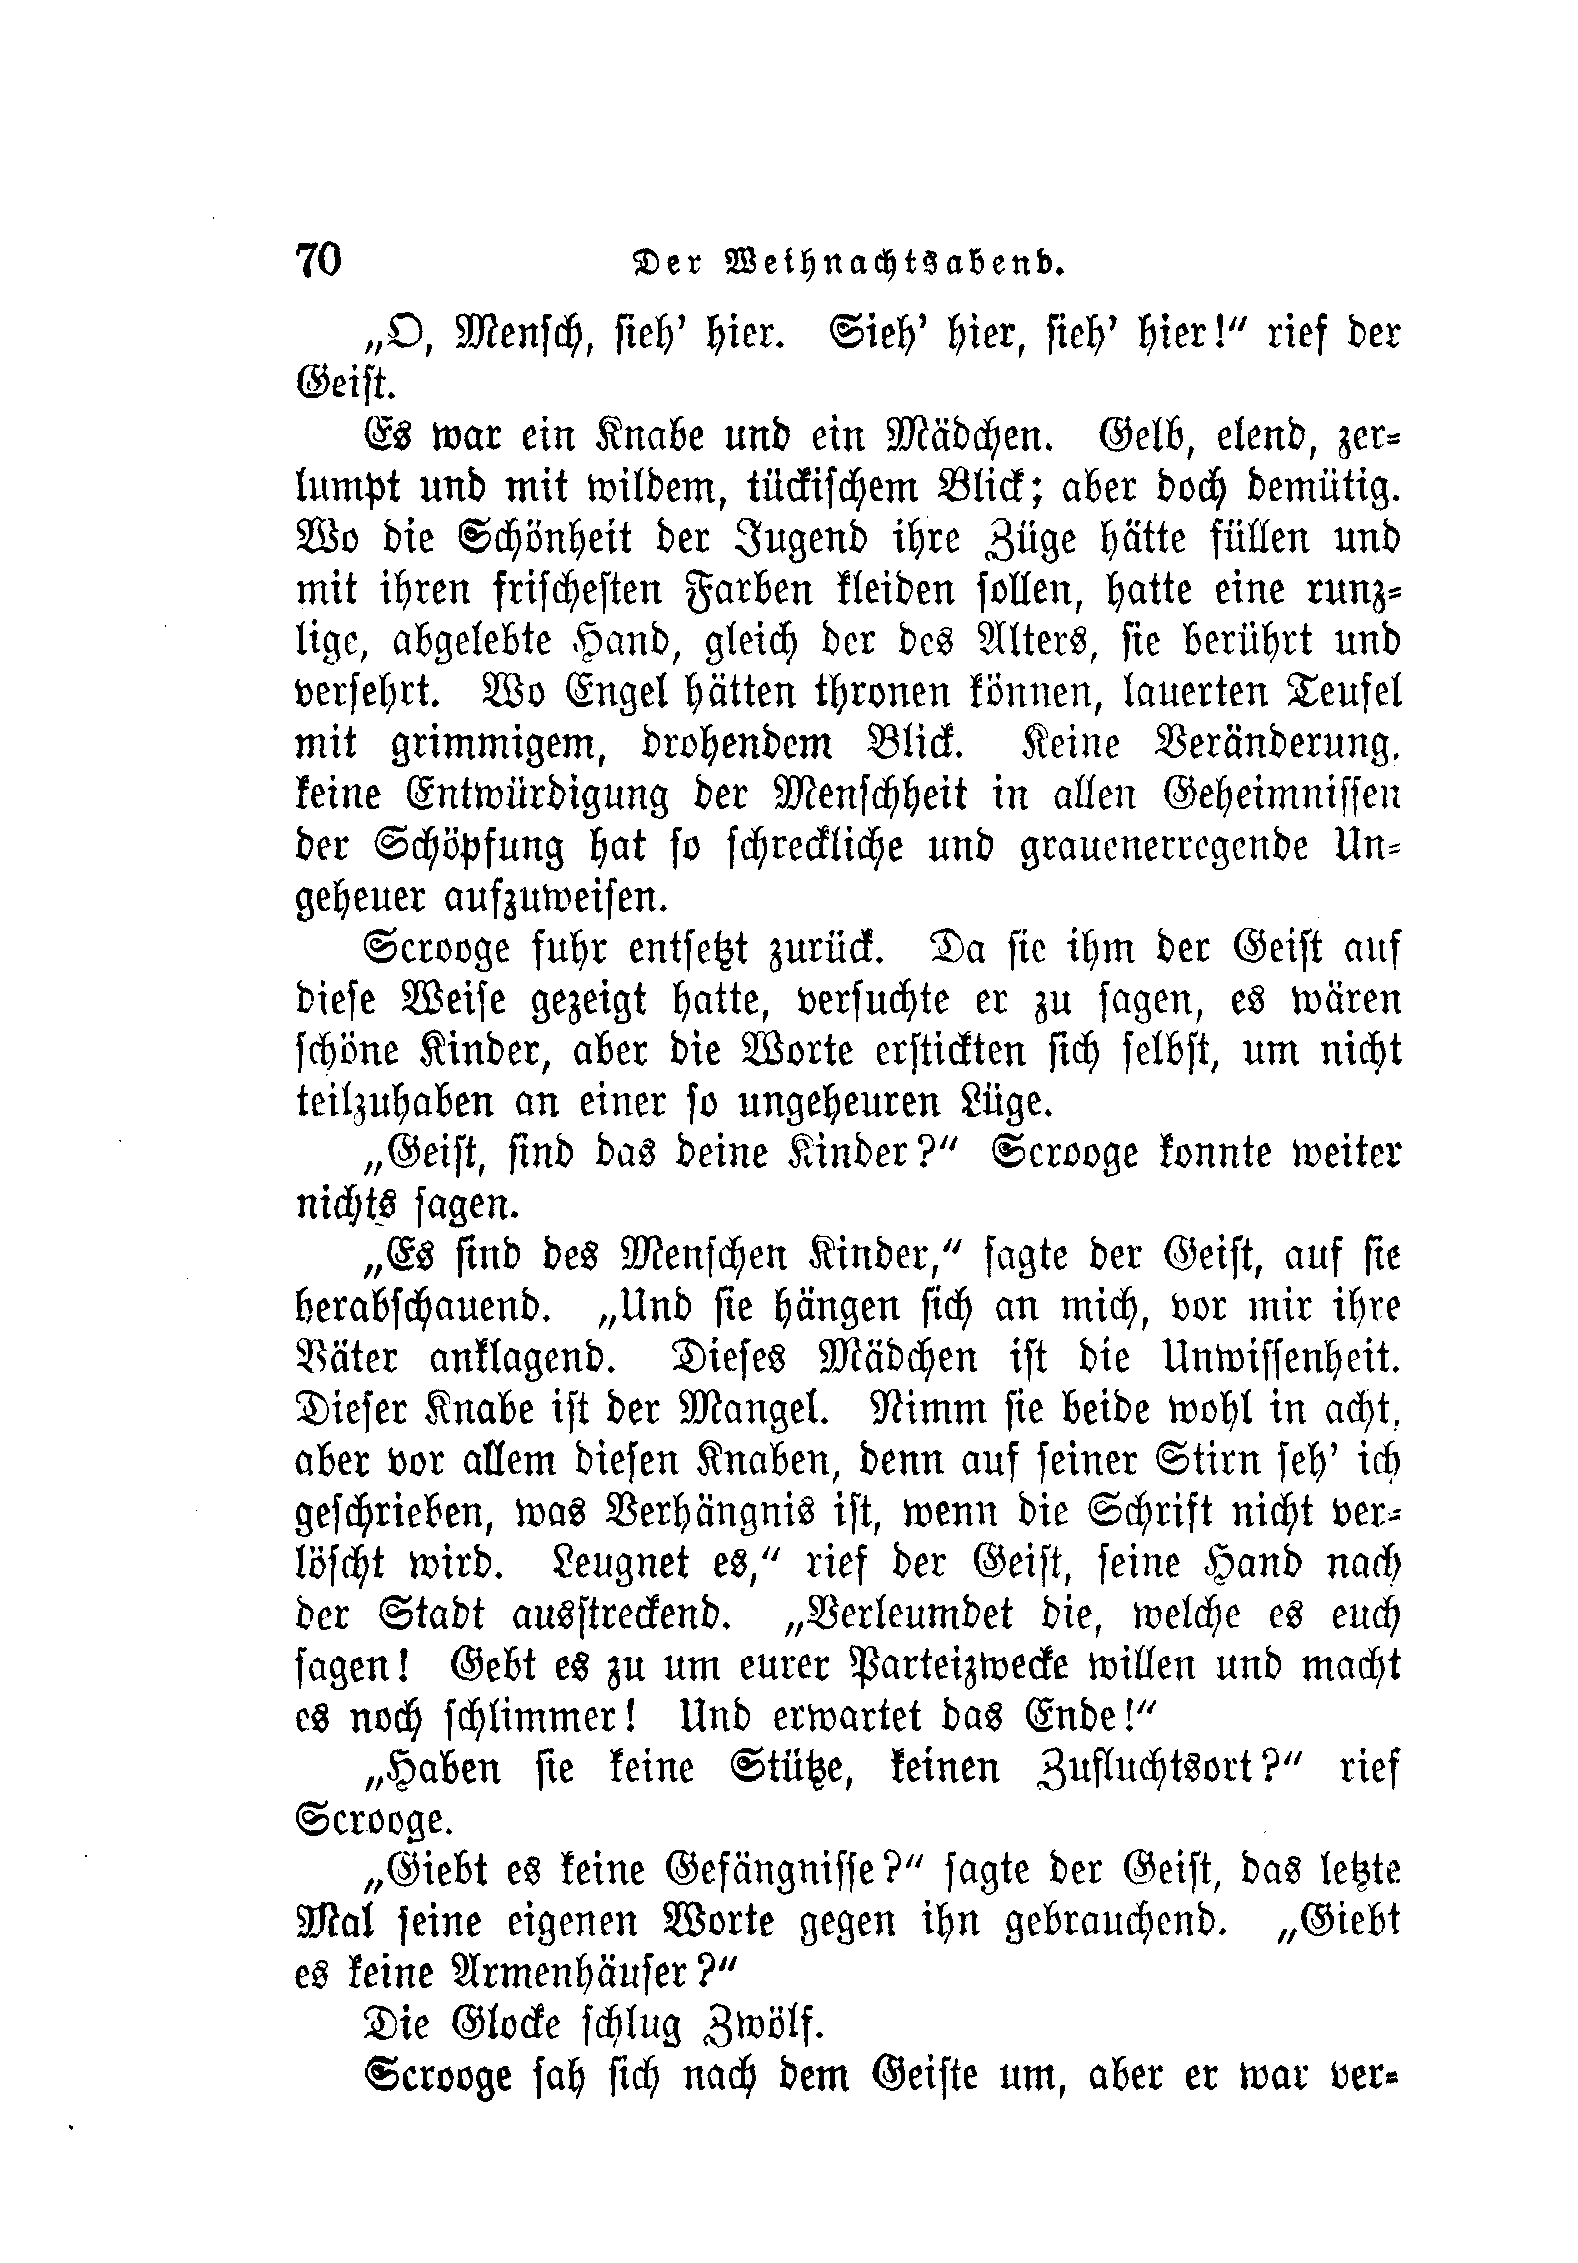 70 Der Weihnachtsabend.
„O, Mensch, sieh' hier. Sieh' hier, sieh' hier!“ rief der
Geist.
Es war ein Knabe und ein Mädchen. Gelb, elend, zer-
lumpt und mit wildem, tückischem Blick; aber doch demütig.
Wo die Schönheit der Jugend ihre Züge hätte füllen und
mit ihren frischesten Farben kleiden sollen, hatte eine runz-
lige, abgelebte Hand, gleich der des Alters, sie berührt und
versehrt. Wo Engel hätten thronen können, lauerten Teufel
mit grimmigem, drohendem Blick. Keine Veränderung,
keine Entwürdigung der Menschheit in allen Geheimnissen
der Schöpfung hat so schreckliche und grauenerregende Un-
geheuer aufzuweisen.
Scrooge fuhr entsetzt zurück. Da sie ihm der Geist auf
diese Weise gezeigt hatte, versuchte er zu sagen, es wären
schöne Kinder, aber die Worte erstickten sich selbst, um nicht
teilzuhaben an einer so ungeheuren Lüge.
„Geist, sind das deine Kinder?“ Scrooge konnte weiter
nichts sagen.
„Es sind des Menschen Kinder,“ sagte der Geist, auf sie
herabschauend. „Und sie hängen sich an mich, vor mir ihre
Väter anklagend. Dieses Mädchen ist die Unwissenheit.
Dieser Knabe ist der Mangel. Nimm sie beide wohl in acht,
aber vor allem diesen Knaben, denn auf seiner Stirn seh' ich
geschrieben, was Verhängnis ist, wenn die Schrift nicht ver-
löscht wird. Leugnet es,“ rief der Geist, seine Hand nach
der Stadt ausstreckend. „Verleumdet die, welche es euch
sagen! Gebt es zu um eurer Parteizwecke willen und macht
es noch schlimmer! Und erwartet das Ende!“
„Haben sie keine Stütze, keinen Zufluchtsort?“ rief
Scrooge.
„Giebt es keine Gefängnisse?“ sagte der Geist, das letzte
Mal seine eigenen Worte gegen ihn gebrauchend. „Giebt
es keine Armenhäuser?“
Die Glocke schlug Zwölf.
Scrooge sah sich nach dem Geiste um, aber er war ver-